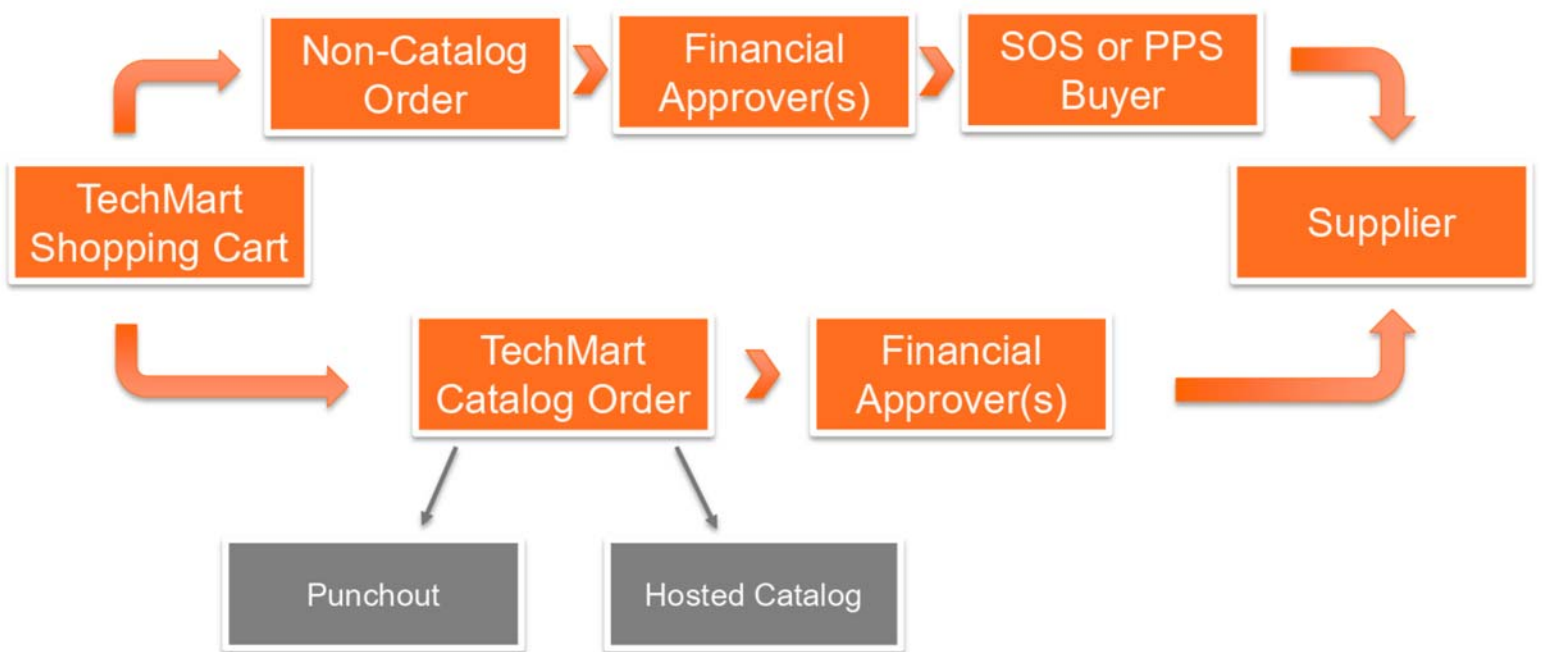 Non-Catalog
Order
Financial
Approver(s)
SOS or PPS
Buyer
TechMart
Shopping Cart
Supplier
TechMart
Catalog Order
Financial
Approver(s)
Punchout
Hosted Catalog